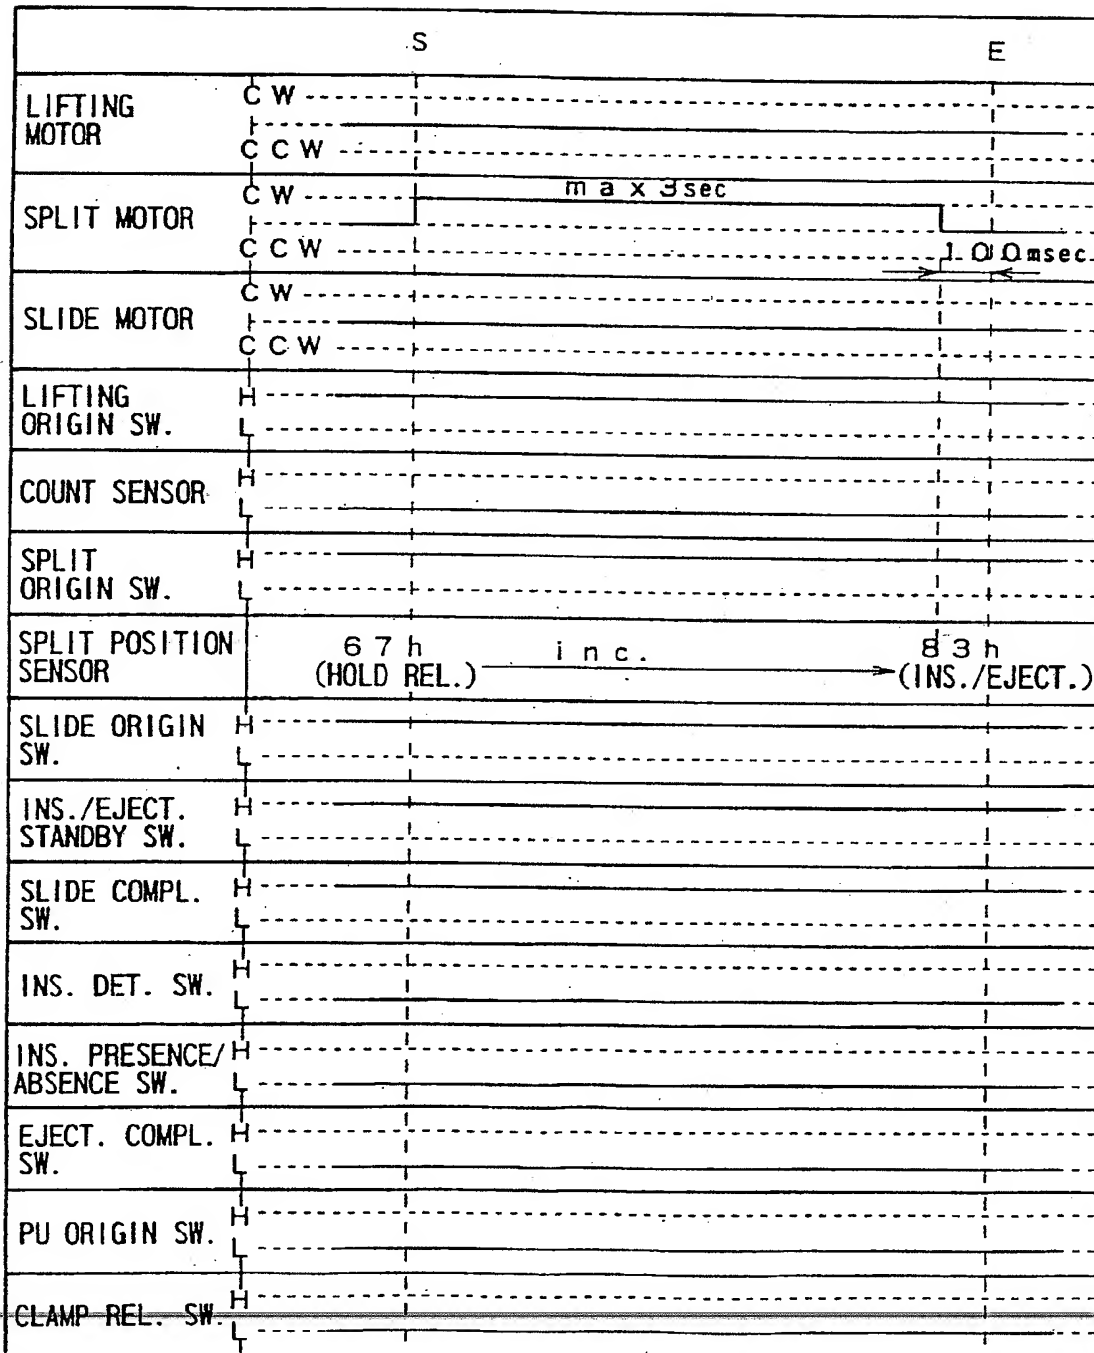 S E
LIFTING
MOTOR
CW
CCW
SPLIT MOTOR
CW
CCW
max 3sec
100msec
SLIDE MOTOR
CW
CCW
LIFTING
ORIGIN SW.
H
L
COUNT SENSOR
H
L
SPLIT
ORIGIN SW.
H
L
SPLIT POSITION
SENSOR
67h
(HOLD REL.)
inc.
83h
(INS./EJECT.)
SLIDE ORIGIN
SW.
H
L
INS./EJECT.
STANDBY SW.
H
L
SLIDE COMPL.
SW.
H
L
INS. DET. SW.
H
L
INS. PRESENCE/
ABSENCE SW.
H
L
EJECT. COMPL.
SW.
H
L
PU ORIGIN SW.
H
L
CLAMP REL. SW.
H
L